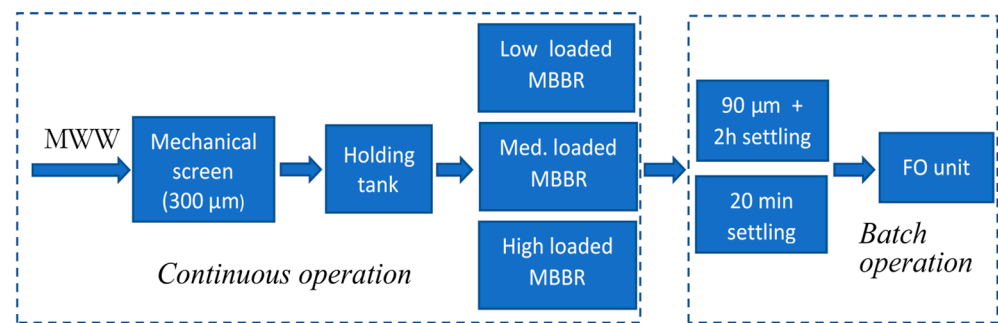 MWW
Mechanical
screen
(300 µm)
Holding
tank
Low loaded
MBBR
Med. loaded
MBBR
High loaded
MBBR
Continuous operation
90 µm +
2h settling
20 min
settling
FO unit
Batch
operation